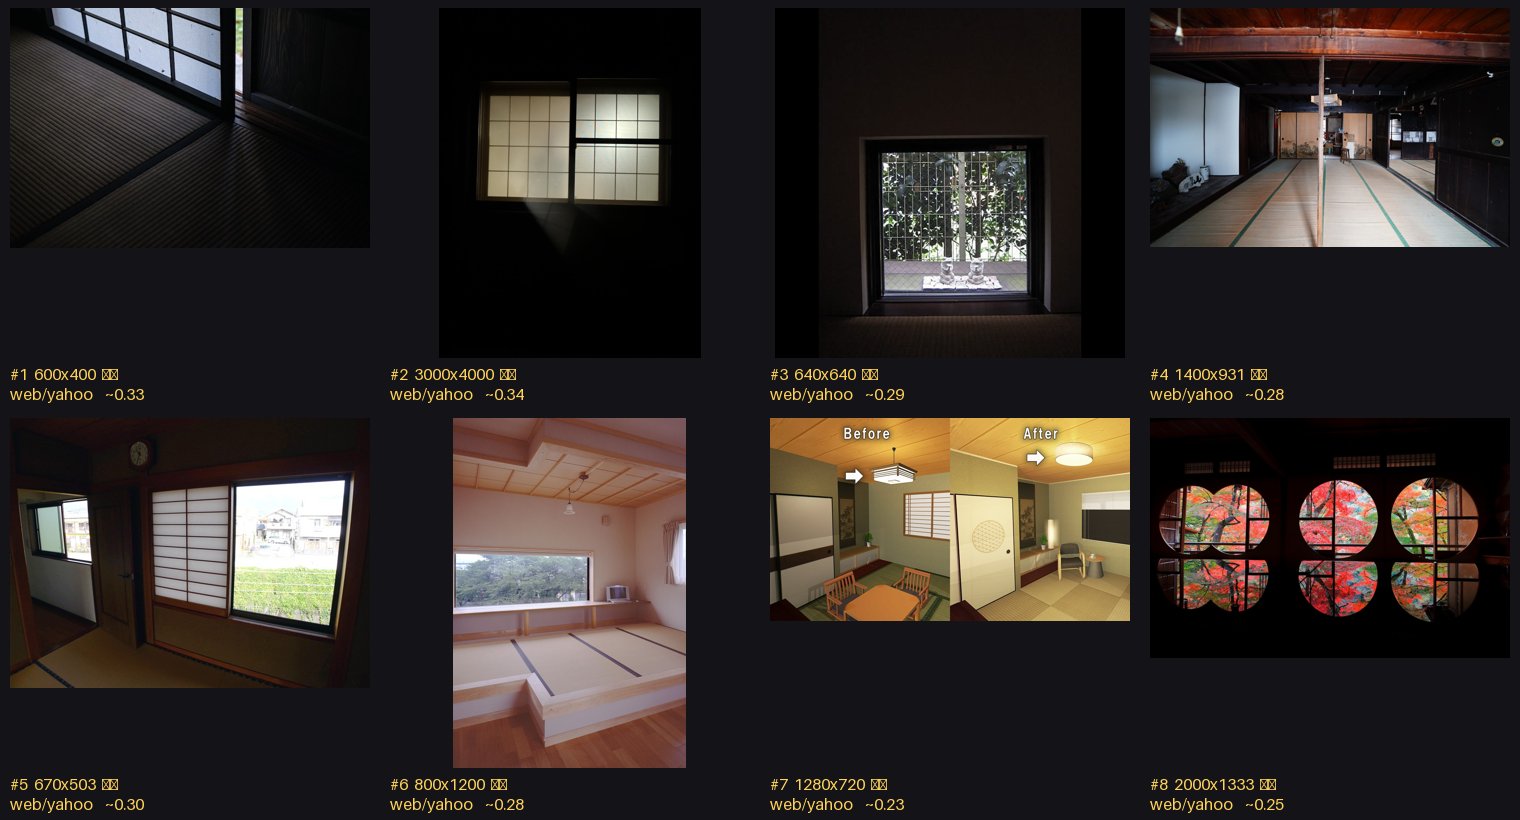 #1 600x400
web/yahoo ~0.33
#2 3000x4000
web/yahoo ~0.34
#3 640x640
web/yahoo ~0.29
#4 1400x931
web/yahoo ~0.28
Before
After
#5 670x503
web/yahoo ~0.30
#6 800x1200
web/yahoo ~0.28
#7 1280x720
web/yahoo ~0.23
#8 2000x1333
web/yahoo ~0.25